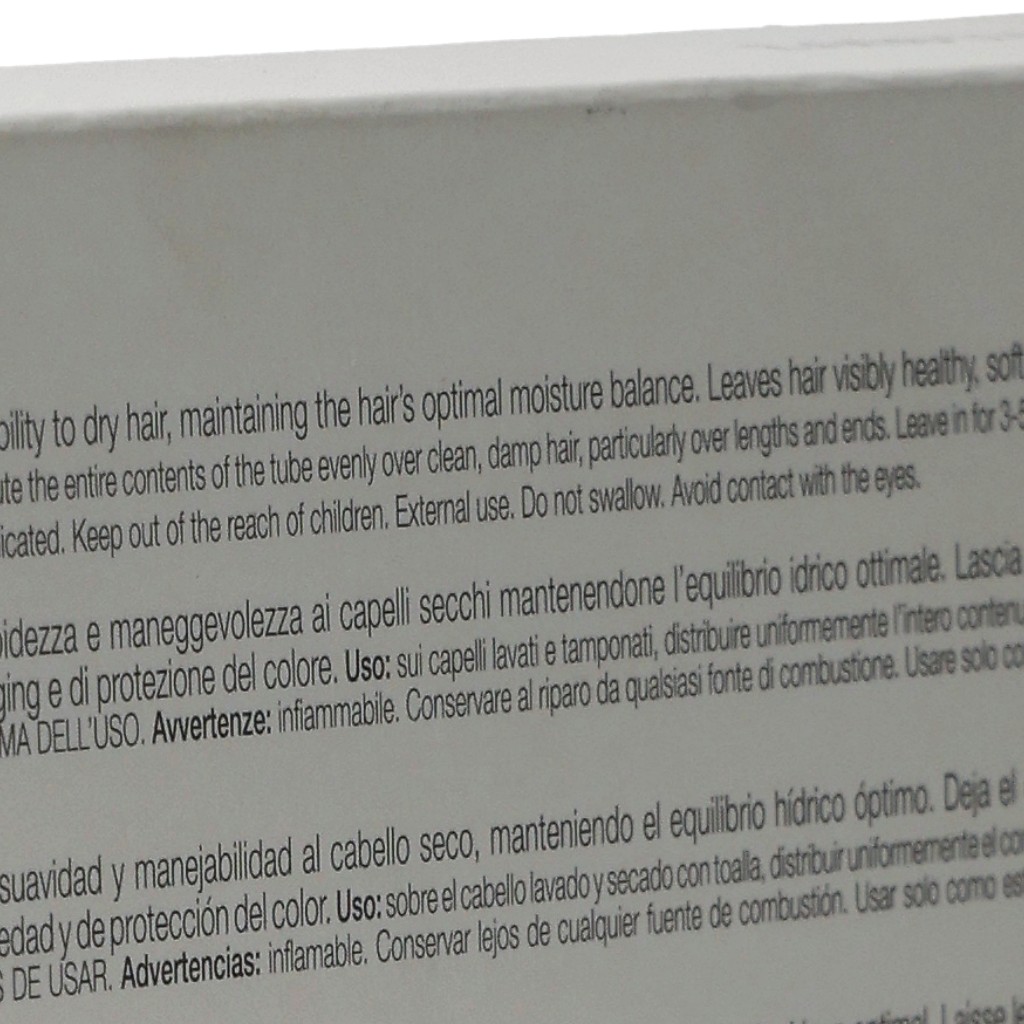 bility to dry hair, maintaining the hair's optimal moisture balance. Leaves hair visibly healthy, soft
ute the entire contents of the tube evenly over clean, damp hair, particularly over lengths and ends. Leave in for 3-5
icated. Keep out of the reach of children. External use. Do not swallow. Avoid contact with the eyes.
bidezza e maneggevolezza ai capelli secchi mantenendone l'equilibrio idrico ottimale. Lascia
ging e di protezione del colore. Uso: sui capelli lavati e tamponati, distribuire uniformemente l'intero contenu
MA DELL'USO. Avvertenze: infiammabile. Conservare al riparo da qualsiasi fonte di combustione. Usare solo co
suavidad y manejabilidad al cabello seco, manteniendo el equilibrio hídrico óptimo. Deja el
edad y de protección del color. Uso: sobre el cabello lavado y secado con toalla, distribuir uniformemente el con
S DE USAR. Advertencias: inflamable. Conservar lejos de cualquier fuente de combustión. Usar solo como es
optimal. Laisse le